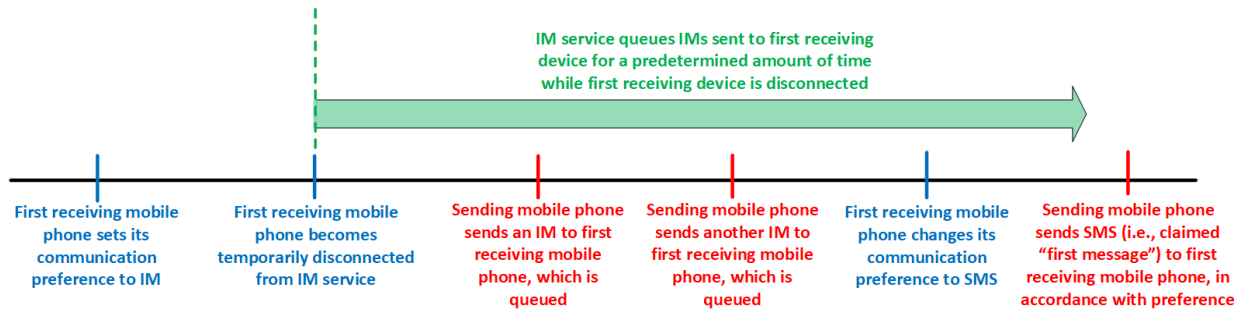 IM service queues IMs sent to first receiving
device for a predetermined amount of time
while first receiving device is disconnected
First receiving mobile
phone sets its
communication
preference to IM
First receiving mobile
phone becomes
temporarily disconnected
from IM service
Sending mobile phone
sends an IM to first
receiving mobile
phone, which is
queued
Sending mobile phone
sends another IM to
first receiving mobile
phone, which is
queued
First receiving mobile
phone changes its
communication
preference to SMS
Sending mobile phone
sends SMS (i.e., claimed
“first message”) to first
receiving mobile phone, in
accordance with preference